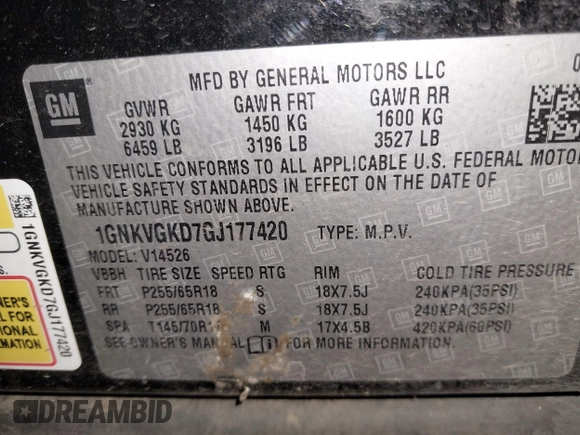 MFD BY GENERAL MOTORS LLC
GM
GVWR GAWR FRT GAWR RR
2930 KG 1450 KG 1600 KG
6459 LB 3196 LB 3527 LB
THIS VEHICLE CONFORMS TO ALL APPLICABLE U.S. FEDERAL MOTOR
VEHICLE SAFETY STANDARDS IN EFFECT ON THE DATE OF
MANUFACTURE SHOWN ABOVE.
1GNKVGKD7GJ177420 TYPE: M.P.V.
MODEL: V14526
VBBH TIRE SIZE SPEED RTG RIM COLD TIRE PRESSURE
FRT P255/65R18 S 18X7.5J 240KPA(35PSI)
RR P255/65R18 S 18X7.5J 240KPA(35PSI)
SPA T145/70R17 M 17X4.5B 420KPA(60PSI)
SEE OWNER'S MANUAL FOR MORE INFORMATION.
1GNKVGKD7GJ177420
DREAMBID